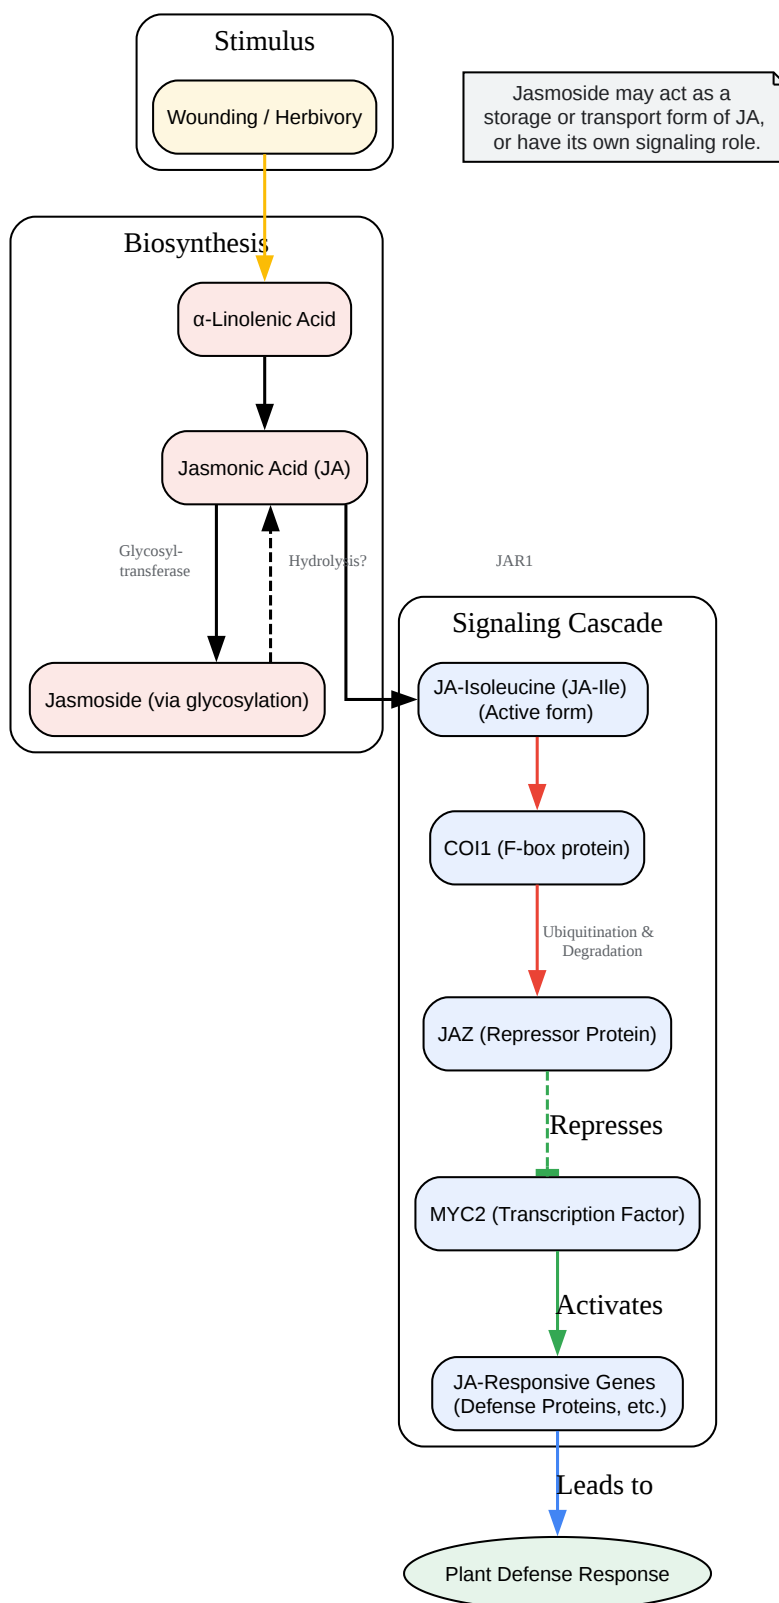 Stimulus
Wounding / Herbivory
Jasmoside may act as a
storage or transport form of JA,
or have its own signaling role.
Biosynthesis
α-Linolenic Acid
Jasmonic Acid (JA)
Glycosyl-
transferase
Hydrolysis?
JAR1
Jasmoside (via glycosylation)
Signaling Cascade
JA-Isoleucine (JA-Ile)
(Active form)
COI1 (F-box protein)
Ubiquitination &
Degradation
JAZ (Repressor Protein)
Represses
MYC2 (Transcription Factor)
Activates
JA-Responsive Genes
(Defense Proteins, etc.)
Leads to
Plant Defense Response